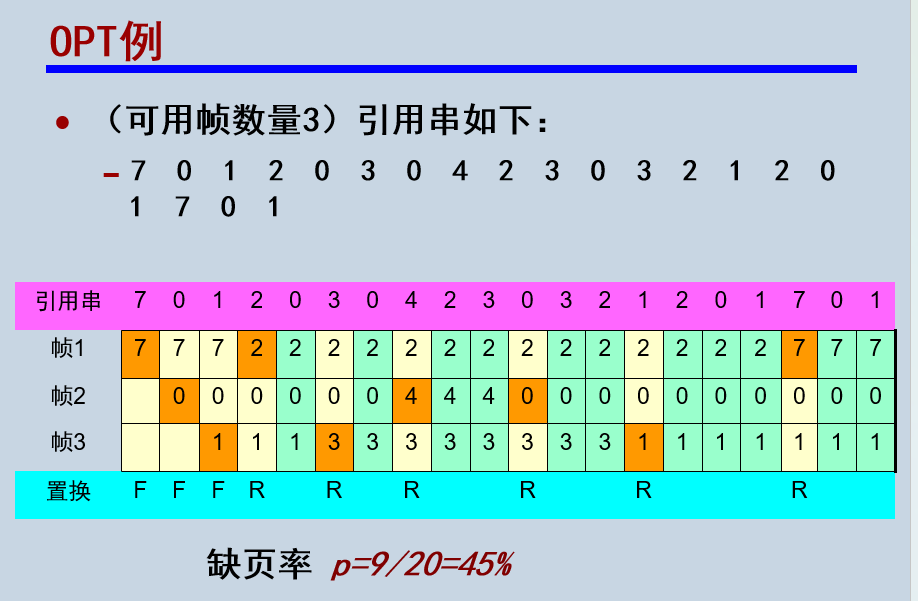 OPT例
• （可用帧数量3）引用串如下：
– 7 0 1 2 0 3 0 4 2 3 0 3 2 1 2 0
1 7 0 1
引用串 7 0 1 2 0 3 0 4 2 3 0 3 2 1 2 0 1 7 0 1
帧1 7 7 7 2 2 2 2 2 2 2 2 2 2 2 2 2 2 7 7 7
帧2 0 0 0 0 0 0 4 4 4 0 0 0 0 0 0 0 0 0 0
帧3 1 1 1 3 3 3 3 3 3 3 3 1 1 1 1 1 1 1
置换 F F F R R R R R R
缺页率 p=9/20=45%